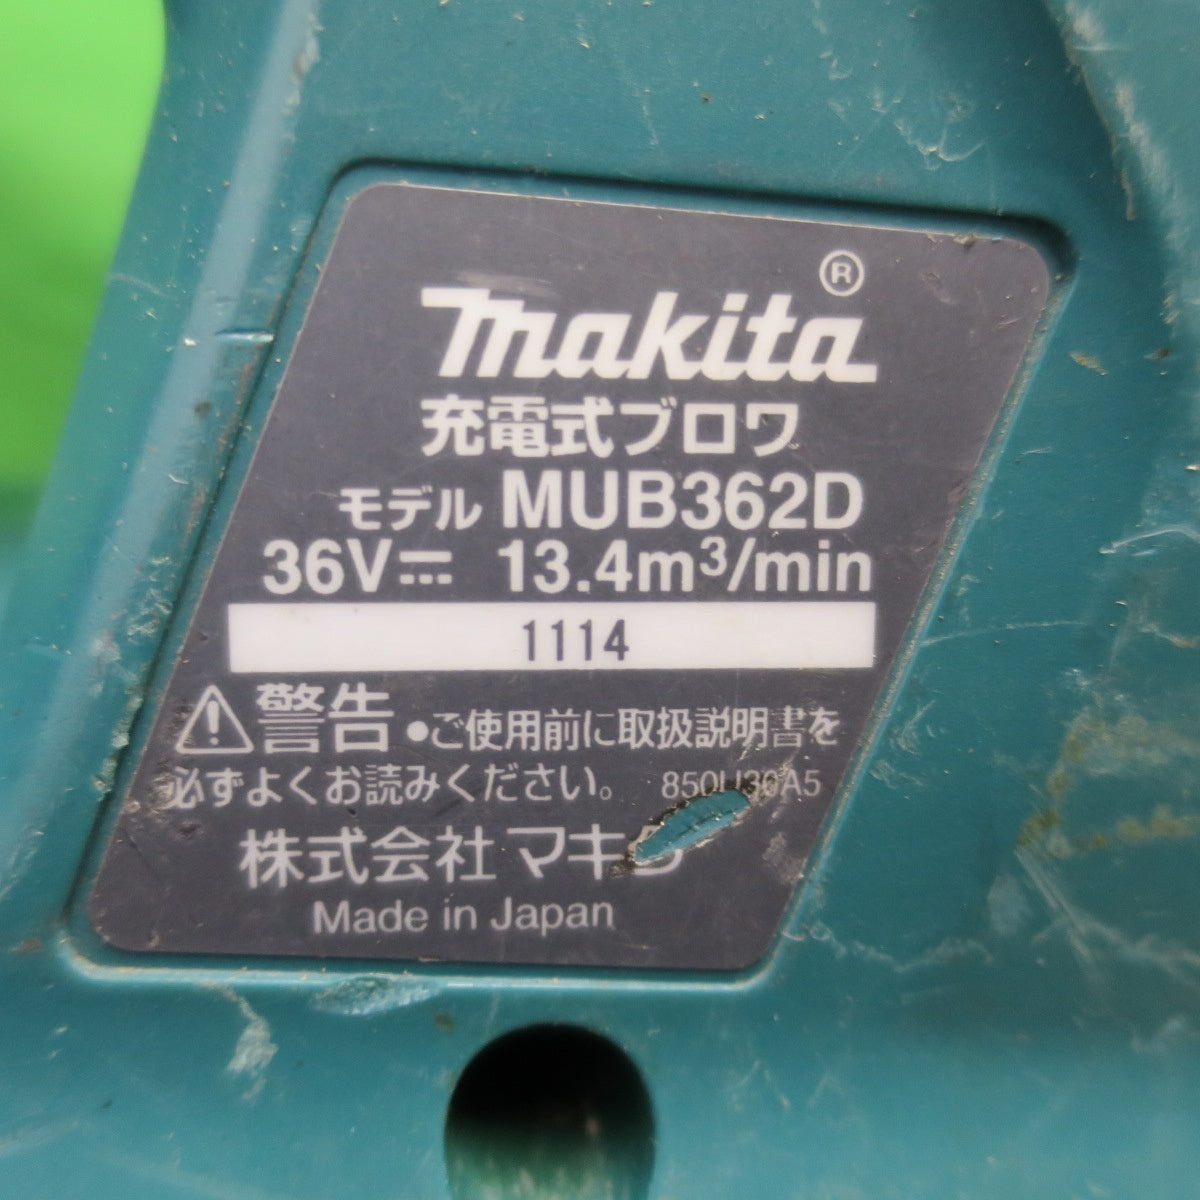 makita®
充電式ブロワ
モデル MUB362D
36V⎓ 13.4m³/min
1114
⚠警告 ●ご使用前に取扱説明書を
必ずよくお読みください。
株式会社マキタ
Made in Japan